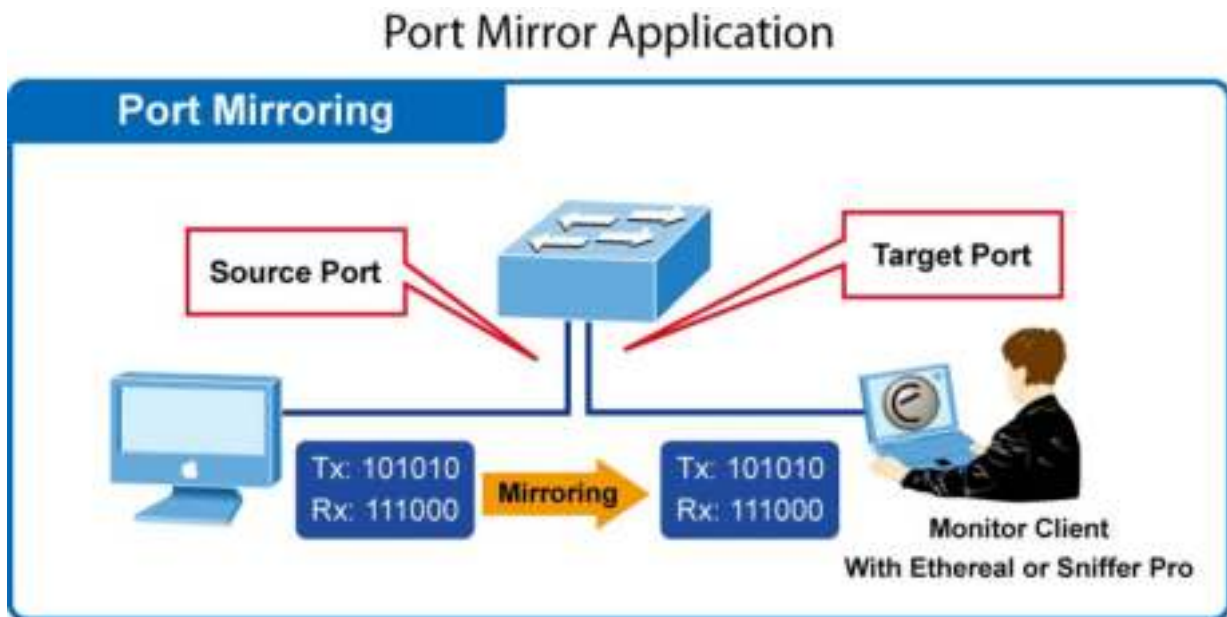 Port Mirror Application
Port Mirroring
Source Port
Target Port
Tx: 101010
Rx: 111000
Mirroring
Tx: 101010
Rx: 111000
Monitor Client
With Ethereal or Sniffer Pro